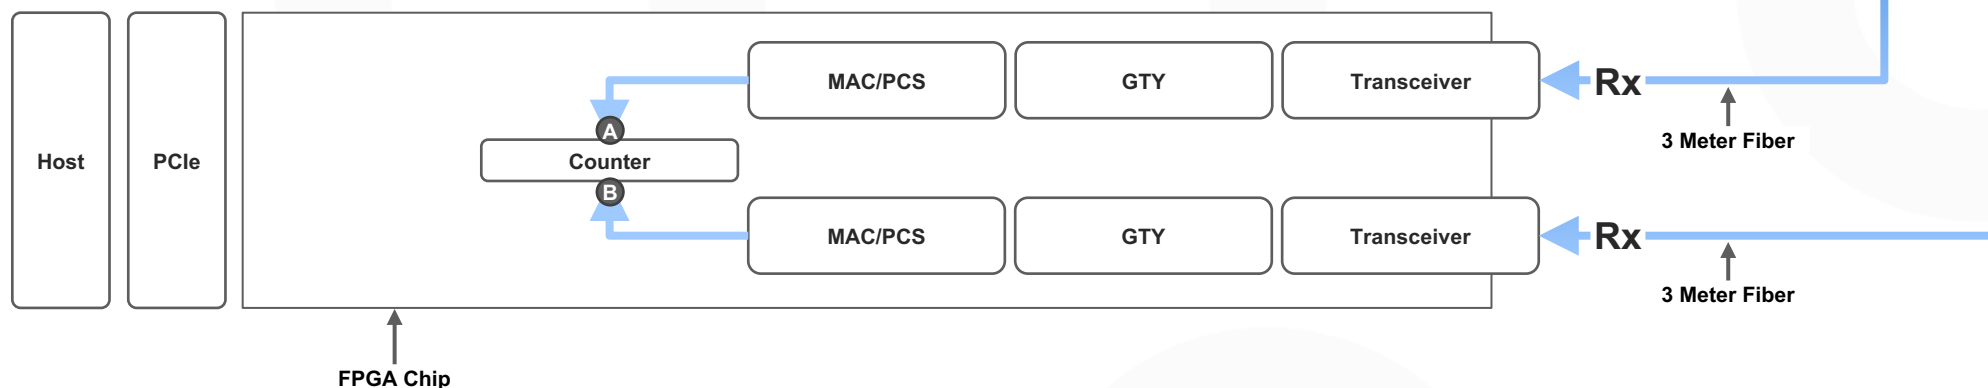 MAC/PCS
GTY
Transceiver
Rx
A
3 Meter Fiber
Host
PCIe
Counter
B
MAC/PCS
GTY
Transceiver
Rx
3 Meter Fiber
FPGA Chip